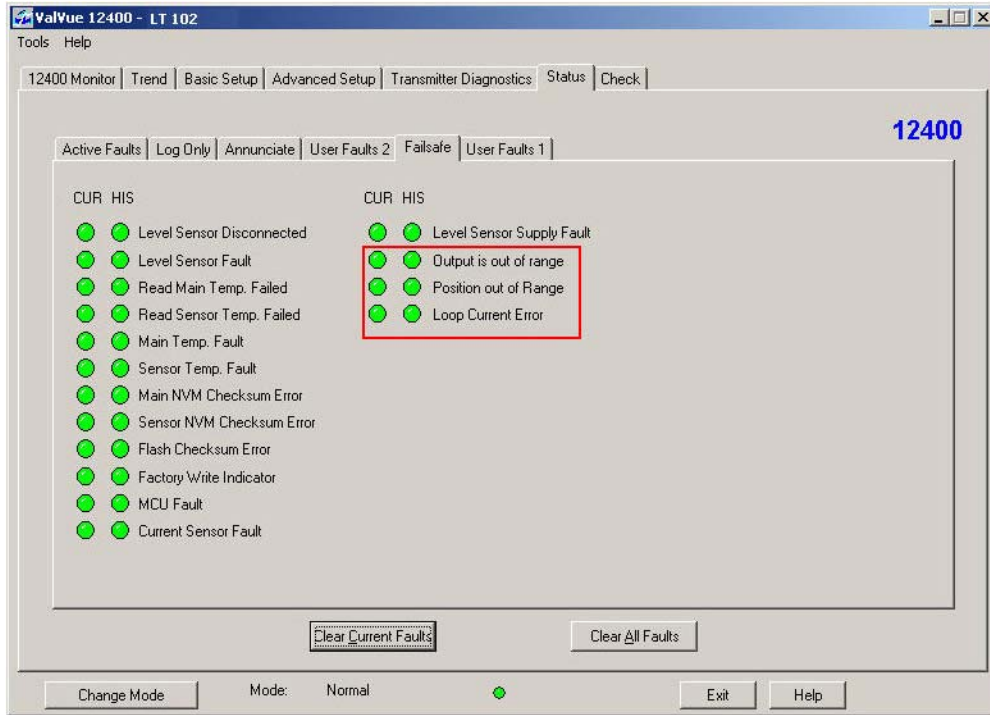 ValVue 12400 - LT 102
Tools Help
12400 Monitor Trend Basic Setup Advanced Setup Transmitter Diagnostics Status Check
12400
Active Faults Log Only Annunciate User Faults 2 Failsafe User Faults 1
CUR HIS
Level Sensor Disconnected
Level Sensor Fault
Read Main Temp. Failed
Read Sensor Temp. Failed
Main Temp. Fault
Sensor Temp. Fault
Main NVM Checksum Error
Sensor NVM Checksum Error
Flash Checksum Error
Factory Write Indicator
MCU Fault
Current Sensor Fault
CUR HIS
Level Sensor Supply Fault
Output is out of range
Position out of Range
Loop Current Error
Clear Current Faults Clear All Faults
Change Mode Mode: Normal Exit Help